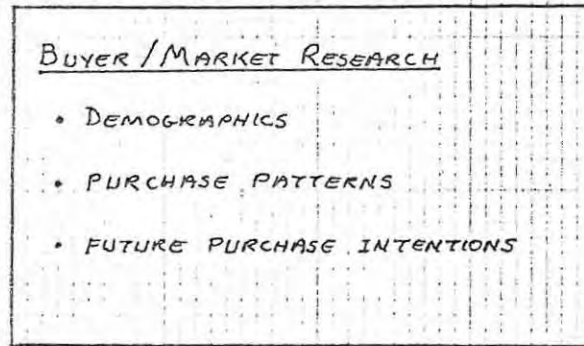 BUYER/MARKET RESEARCH
• DEMOGRAPHICS
• PURCHASE PATTERNS
• FUTURE PURCHASE INTENTIONS